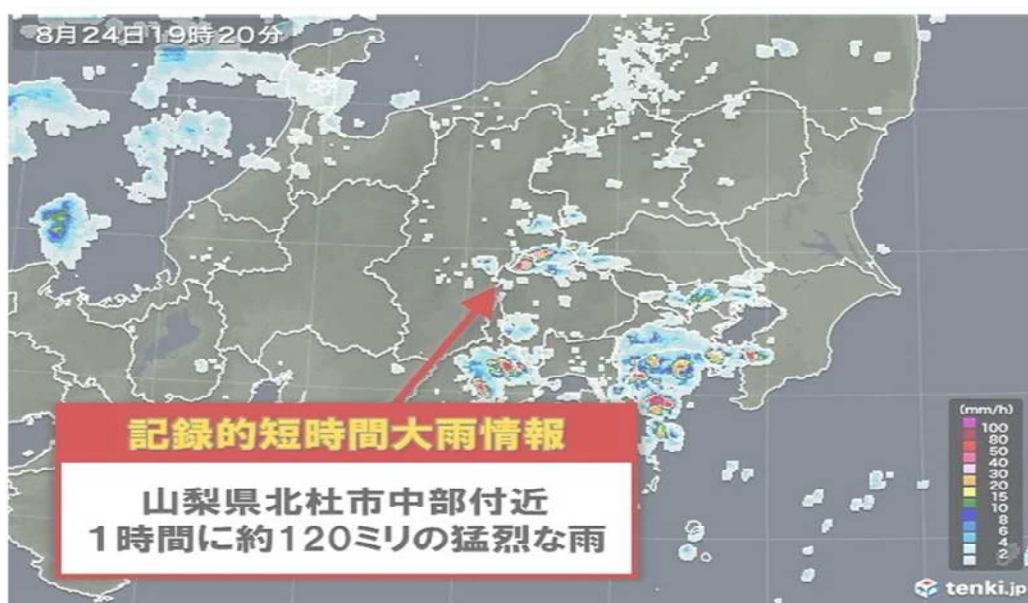 8月24日19時20分
記録的短時間大雨情報
山梨県北杜市中部付近
1時間に約120ミリの猛烈な雨
(mm/h)
100
80
50
40
30
20
15
10
8
6
4
2
tenki.jp